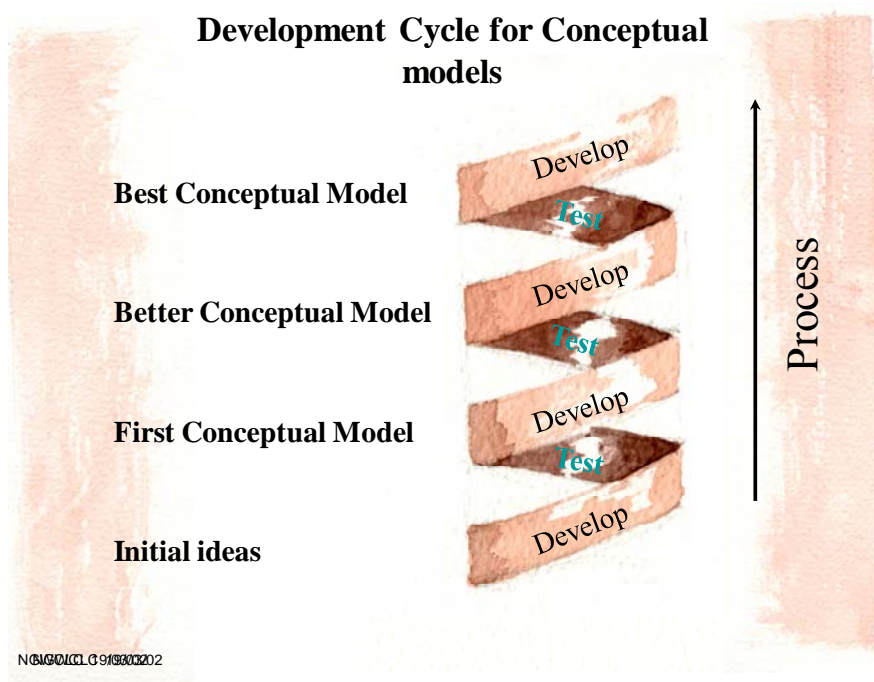 Development Cycle for Conceptual
models
Develop
Best Conceptual Model
Test
Develop
Better Conceptual Model
Test
Process
Develop
First Conceptual Model
Test
Develop
Initial ideas